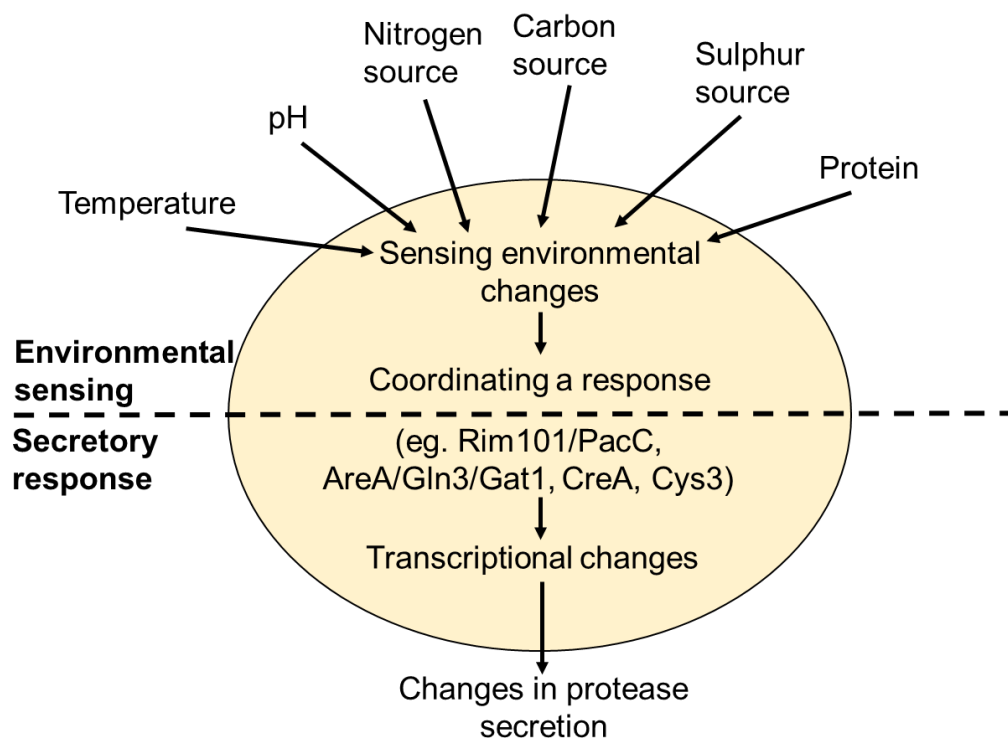 Nitrogen
source
Carbon
source
Sulphur
source
pH
Protein
Temperature
Sensing environmental
changes
Environmental
sensing
Coordinating a response
Secretory
response
(eg. Rim101/PacC,
AreA/Gln3/Gat1, CreA, Cys3)
Transcriptional changes
Changes in protease
secretion